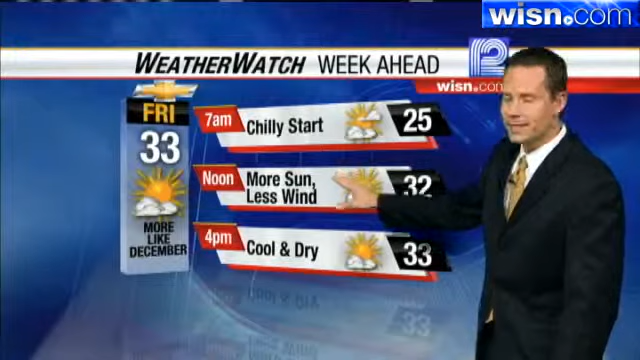 wisn.com
WEATHERWATCH WEEK AHEAD
12
wisn.com
FRI
33
MORE
LIKE
DECEMBER
7am Chilly Start 25
Noon More Sun,
Less Wind 32
4pm Cool & Dry 33
33